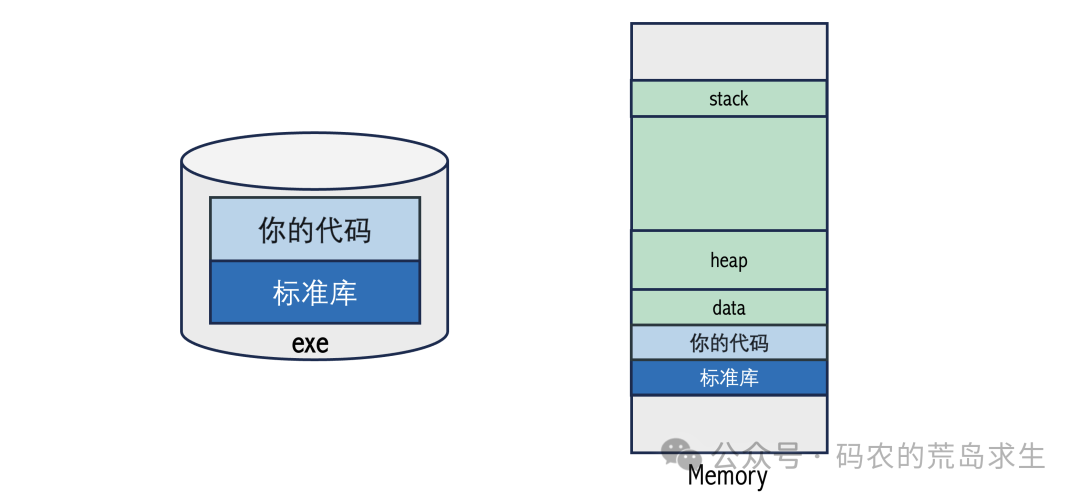 你的代码
标准库
exe
stack
heap
data
你的代码
标准库
公众号 · 码农的荒岛求生
Memory